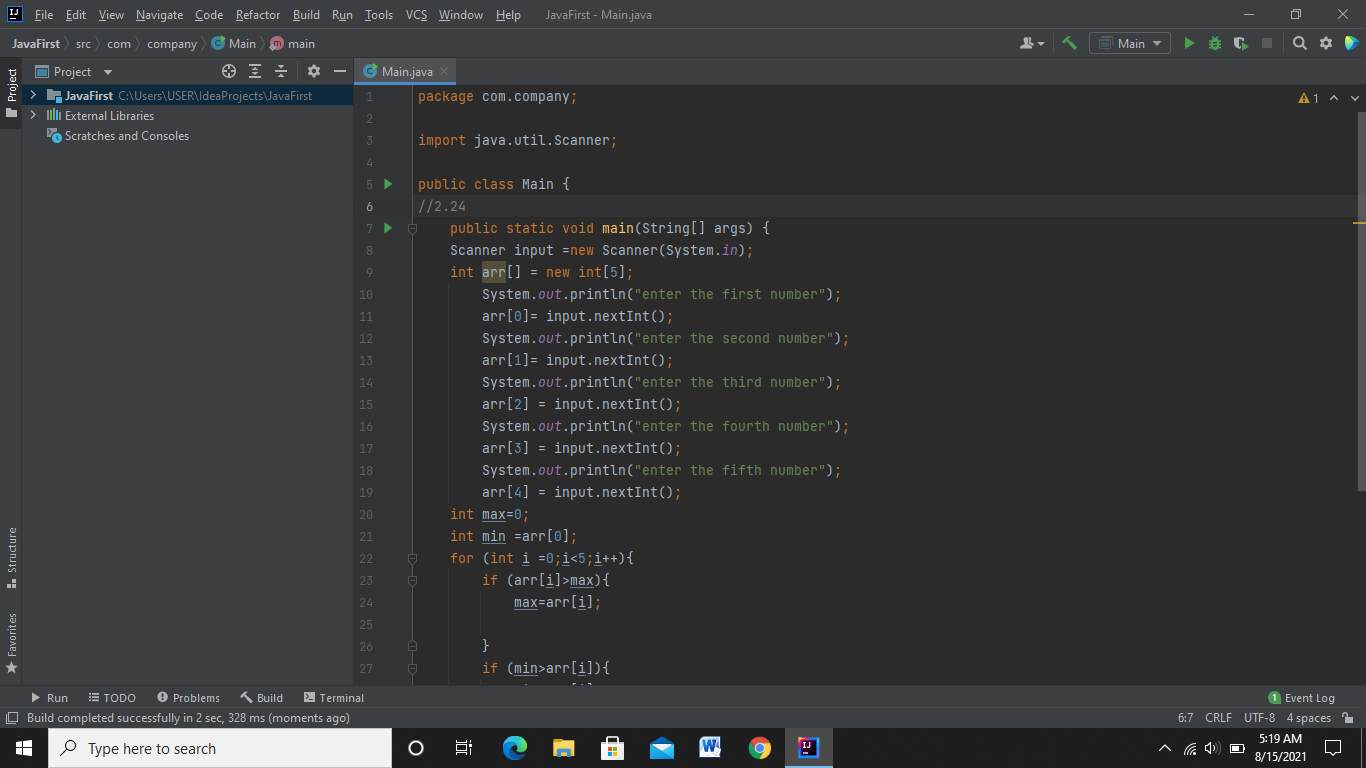 File Edit View Navigate Code Refactor Build Run Tools VCS Window Help JavaFirst - Main.java
JavaFirst src com company Main main Main
Project
Main.java
Project
JavaFirst C:\Users\USER\IdeaProjects\JavaFirst
External Libraries
Scratches and Consoles
Structure
Favorites
1 package com.company;
2
3 import java.util.Scanner;
4
5 public class Main {
6 //2.24
7 public static void main(String[] args) {
8 Scanner input =new Scanner(System.in);
9 int arr[] = new int[5];
10 System.out.println("enter the first number");
11 arr[0]= input.nextInt();
12 System.out.println("enter the second number");
13 arr[1]= input.nextInt();
14 System.out.println("enter the third number");
15 arr[2] = input.nextInt();
16 System.out.println("enter the fourth number");
17 arr[3] = input.nextInt();
18 System.out.println("enter the fifth number");
19 arr[4] = input.nextInt();
20 int max=0;
21 int min =arr[0];
22 for (int i =0;i<5;i++){
23 if (arr[i]>max){
24 max=arr[i];
25
26 }
27 if (min>arr[i]){
1
Run TODO Problems Build Terminal 1 Event Log
Build completed successfully in 2 sec, 328 ms (moments ago) 6:7 CRLF UTF-8 4 spaces
Type here to search
5:19 AM
8/15/2021